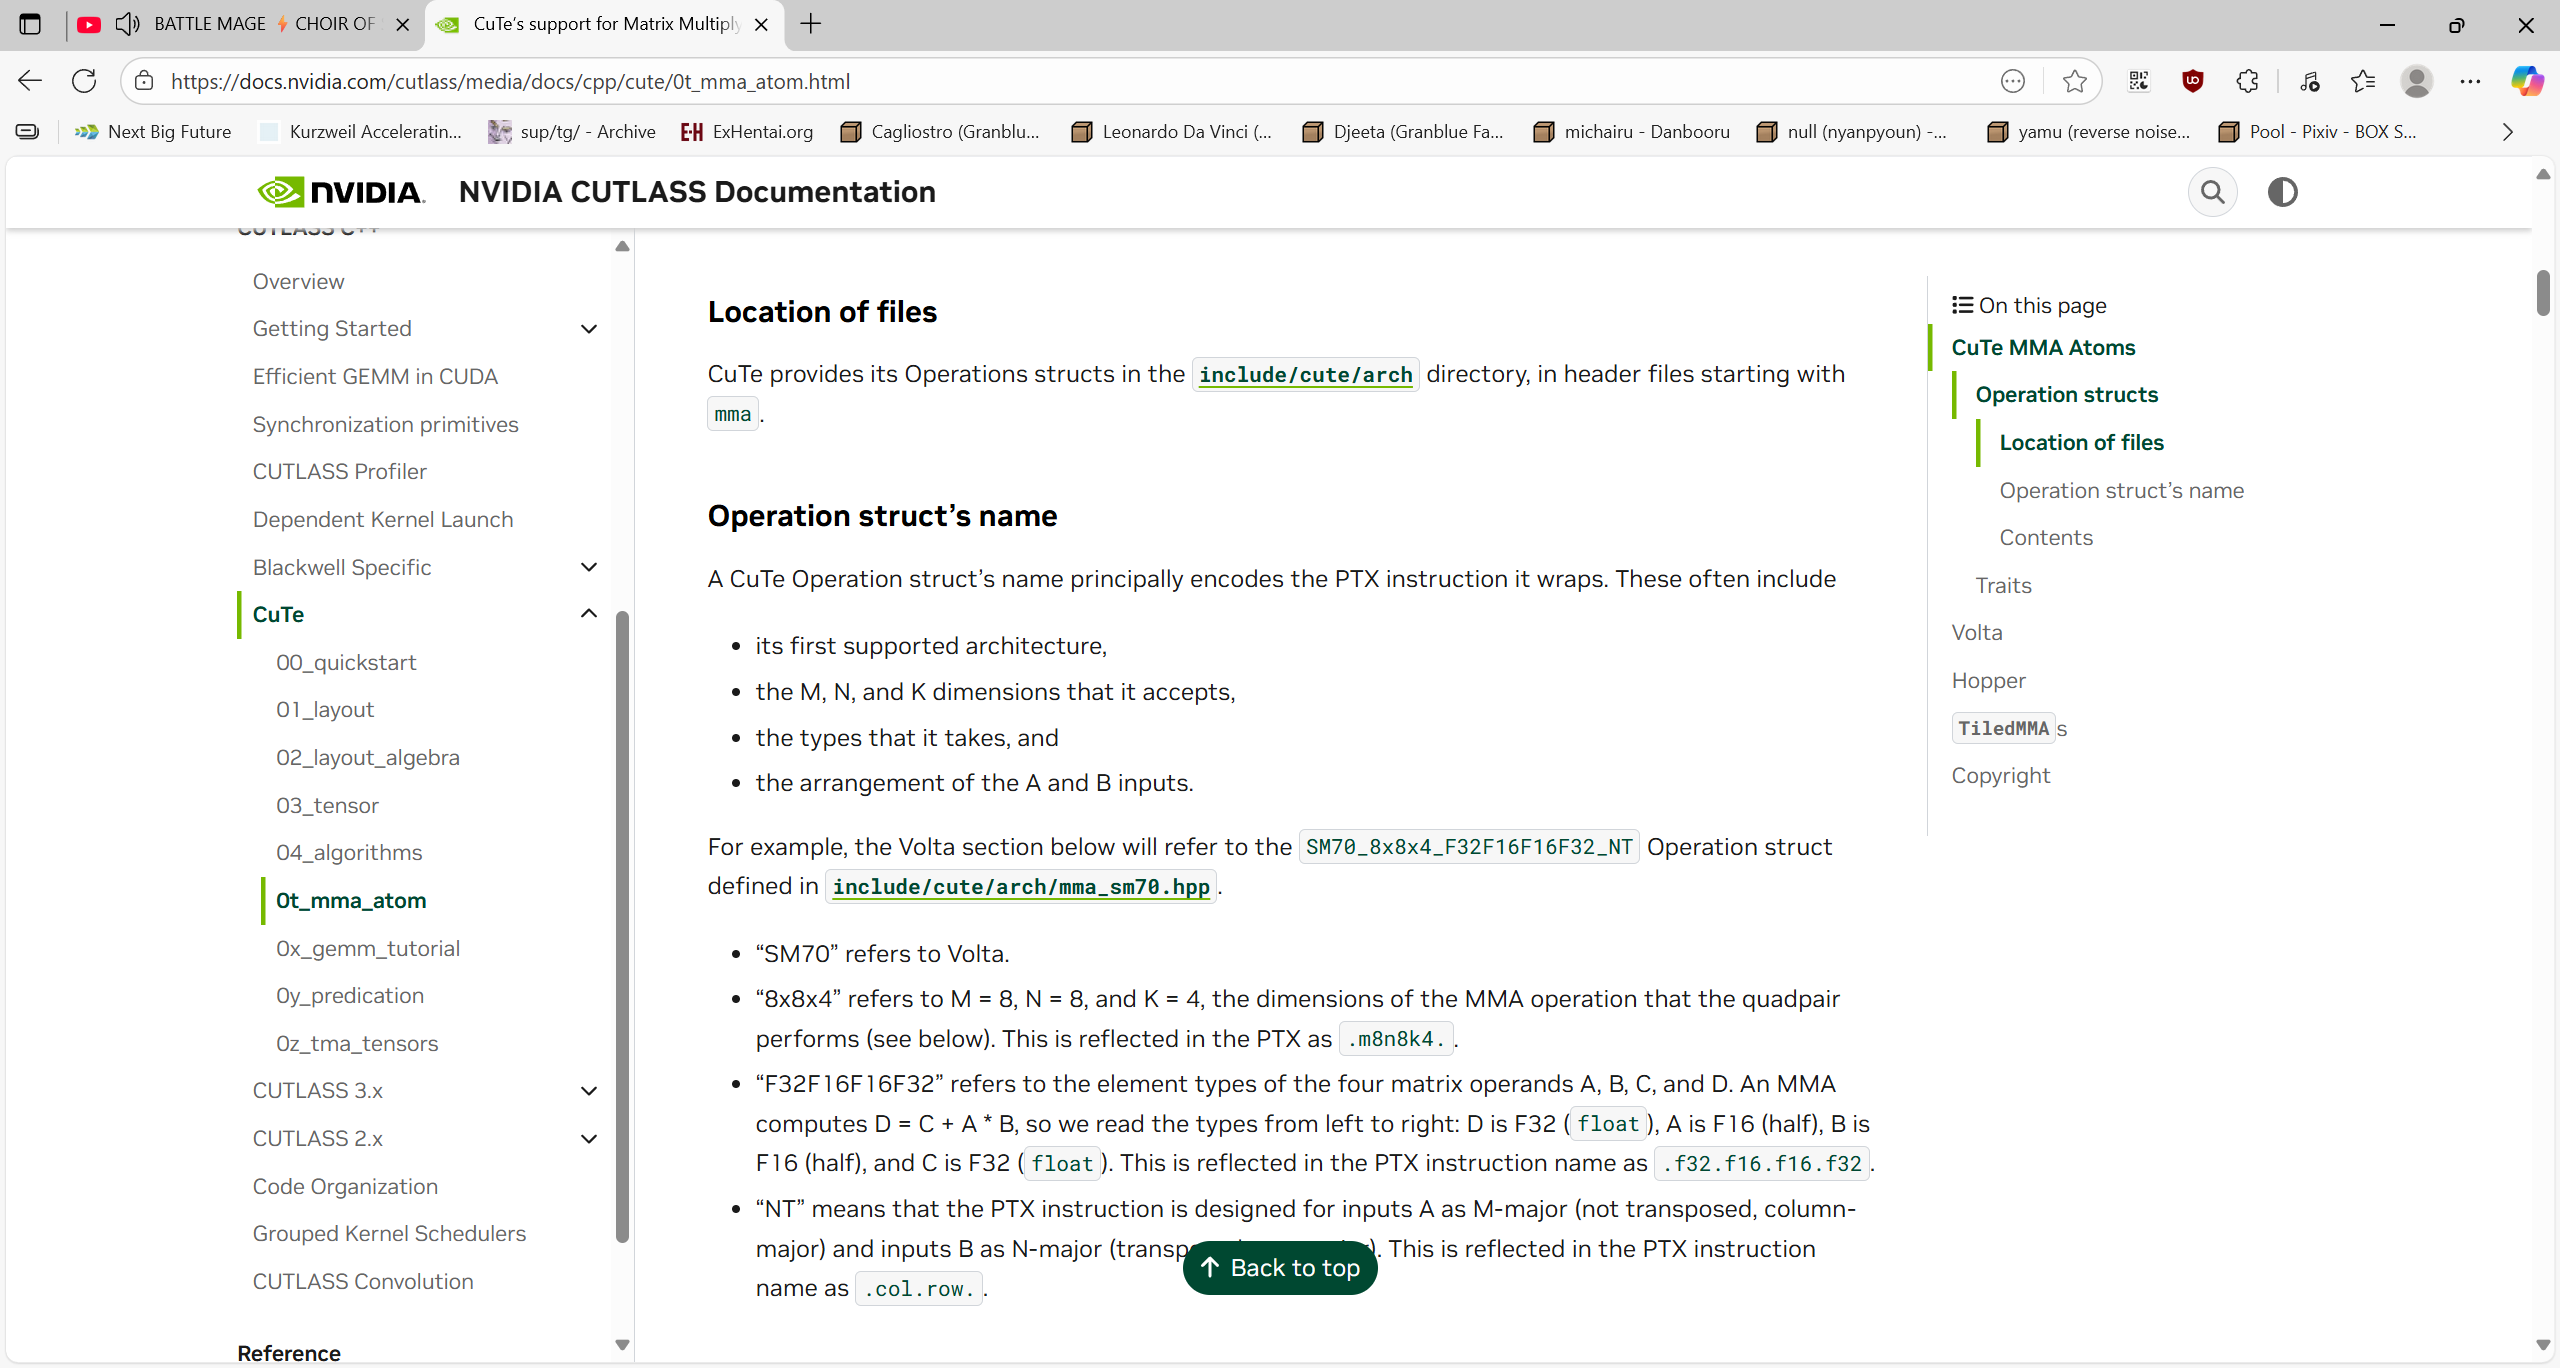 BATTLE MAGE ⚡ CHOIR OF
CuTe’s support for Matrix Multiply
https://docs.nvidia.com/cutlass/media/docs/cpp/cute/0t_mma_atom.html
Next Big Future
Kurzweil Acceleratin...
sup/tg/ - Archive
E-H ExHentai.org
Cagliostro (Granblu...
Leonardo Da Vinci (...
Djeeta (Granblue Fa...
michairu - Danbooru
null (nyanpyoun) -...
yamu (reverse noise...
Pool - Pixiv - BOX S...
NVIDIA.
NVIDIA CUTLASS Documentation
CUTLASS C++
Overview
Getting Started
Efficient GEMM in CUDA
Synchronization primitives
CUTLASS Profiler
Dependent Kernel Launch
Blackwell Specific
CuTe
00_quickstart
01_layout
02_layout_algebra
03_tensor
04_algorithms
0t_mma_atom
0x_gemm_tutorial
0y_predication
0z_tma_tensors
CUTLASS 3.x
CUTLASS 2.x
Code Organization
Grouped Kernel Schedulers
CUTLASS Convolution
Reference
Location of files
CuTe provides its Operations structs in the include/cute/arch directory, in header files starting with
mma.
Operation struct’s name
A CuTe Operation struct’s name principally encodes the PTX instruction it wraps. These often include
• its first supported architecture,
• the M, N, and K dimensions that it accepts,
• the types that it takes, and
• the arrangement of the A and B inputs.
For example, the Volta section below will refer to the SM70_8x8x4_F32F16F16F32_NT Operation struct
defined in include/cute/arch/mma_sm70.hpp.
• “SM70” refers to Volta.
• “8x8x4” refers to M = 8, N = 8, and K = 4, the dimensions of the MMA operation that the quadpair
performs (see below). This is reflected in the PTX as .m8n8k4..
• “F32F16F16F32” refers to the element types of the four matrix operands A, B, C, and D. An MMA
computes D = C + A * B, so we read the types from left to right: D is F32 (float), A is F16 (half), B is
F16 (half), and C is F32 (float). This is reflected in the PTX instruction name as .f32.f16.f16.f32.
• “NT” means that the PTX instruction is designed for inputs A as M-major (not transposed, column-
major) and inputs B as N-major ). This is reflected in the PTX instruction
name as .col.row..
Back to top
On this page
CuTe MMA Atoms
Operation structs
Location of files
Operation struct’s name
Contents
Traits
Volta
Hopper
TiledMMAs
Copyright